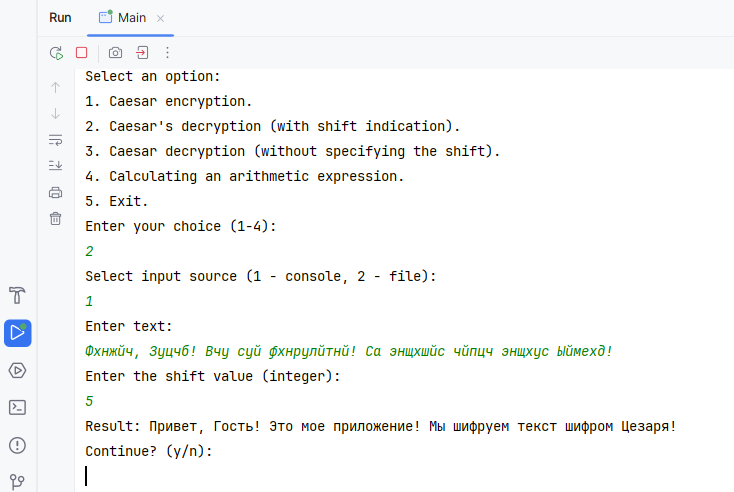 Run Main
Select an option:
1. Caesar encryption.
2. Caesar's decryption (with shift indication).
3. Caesar decryption (without specifying the shift).
4. Calculating an arithmetic expression.
5. Exit.
Enter your choice (1-4):
2
Select input source (1 - console, 2 - file):
1
Enter text:
Фхнжйч, Зуцчб! Вчу суй фхнрулйтнй! Са энщхшйс чйпцч энщхус Ыймехд!
Enter the shift value (integer):
5
Result: Привет, Гость! Это мое приложение! Мы шифруем текст шифром Цезаря!
Continue? (y/n):